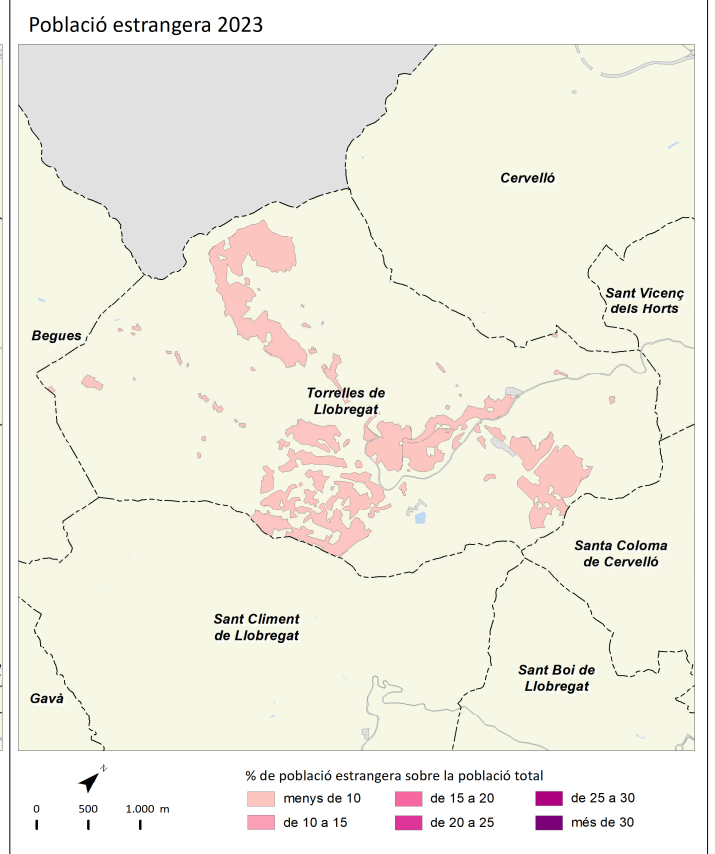 Població estrangera 2023
Cervelló
Sant Vicenç
dels Horts
Begues
Torrelles de
Llobregat
Santa Coloma
de Cervelló
Sant Climent
de Llobregat
Sant Boi de
Llobregat
Gavà
N
% de població estrangera sobre la població total
menys de 10
de 15 a 20
de 25 a 30
0 500 1.000 m
de 10 a 15
de 20 a 25
més de 30